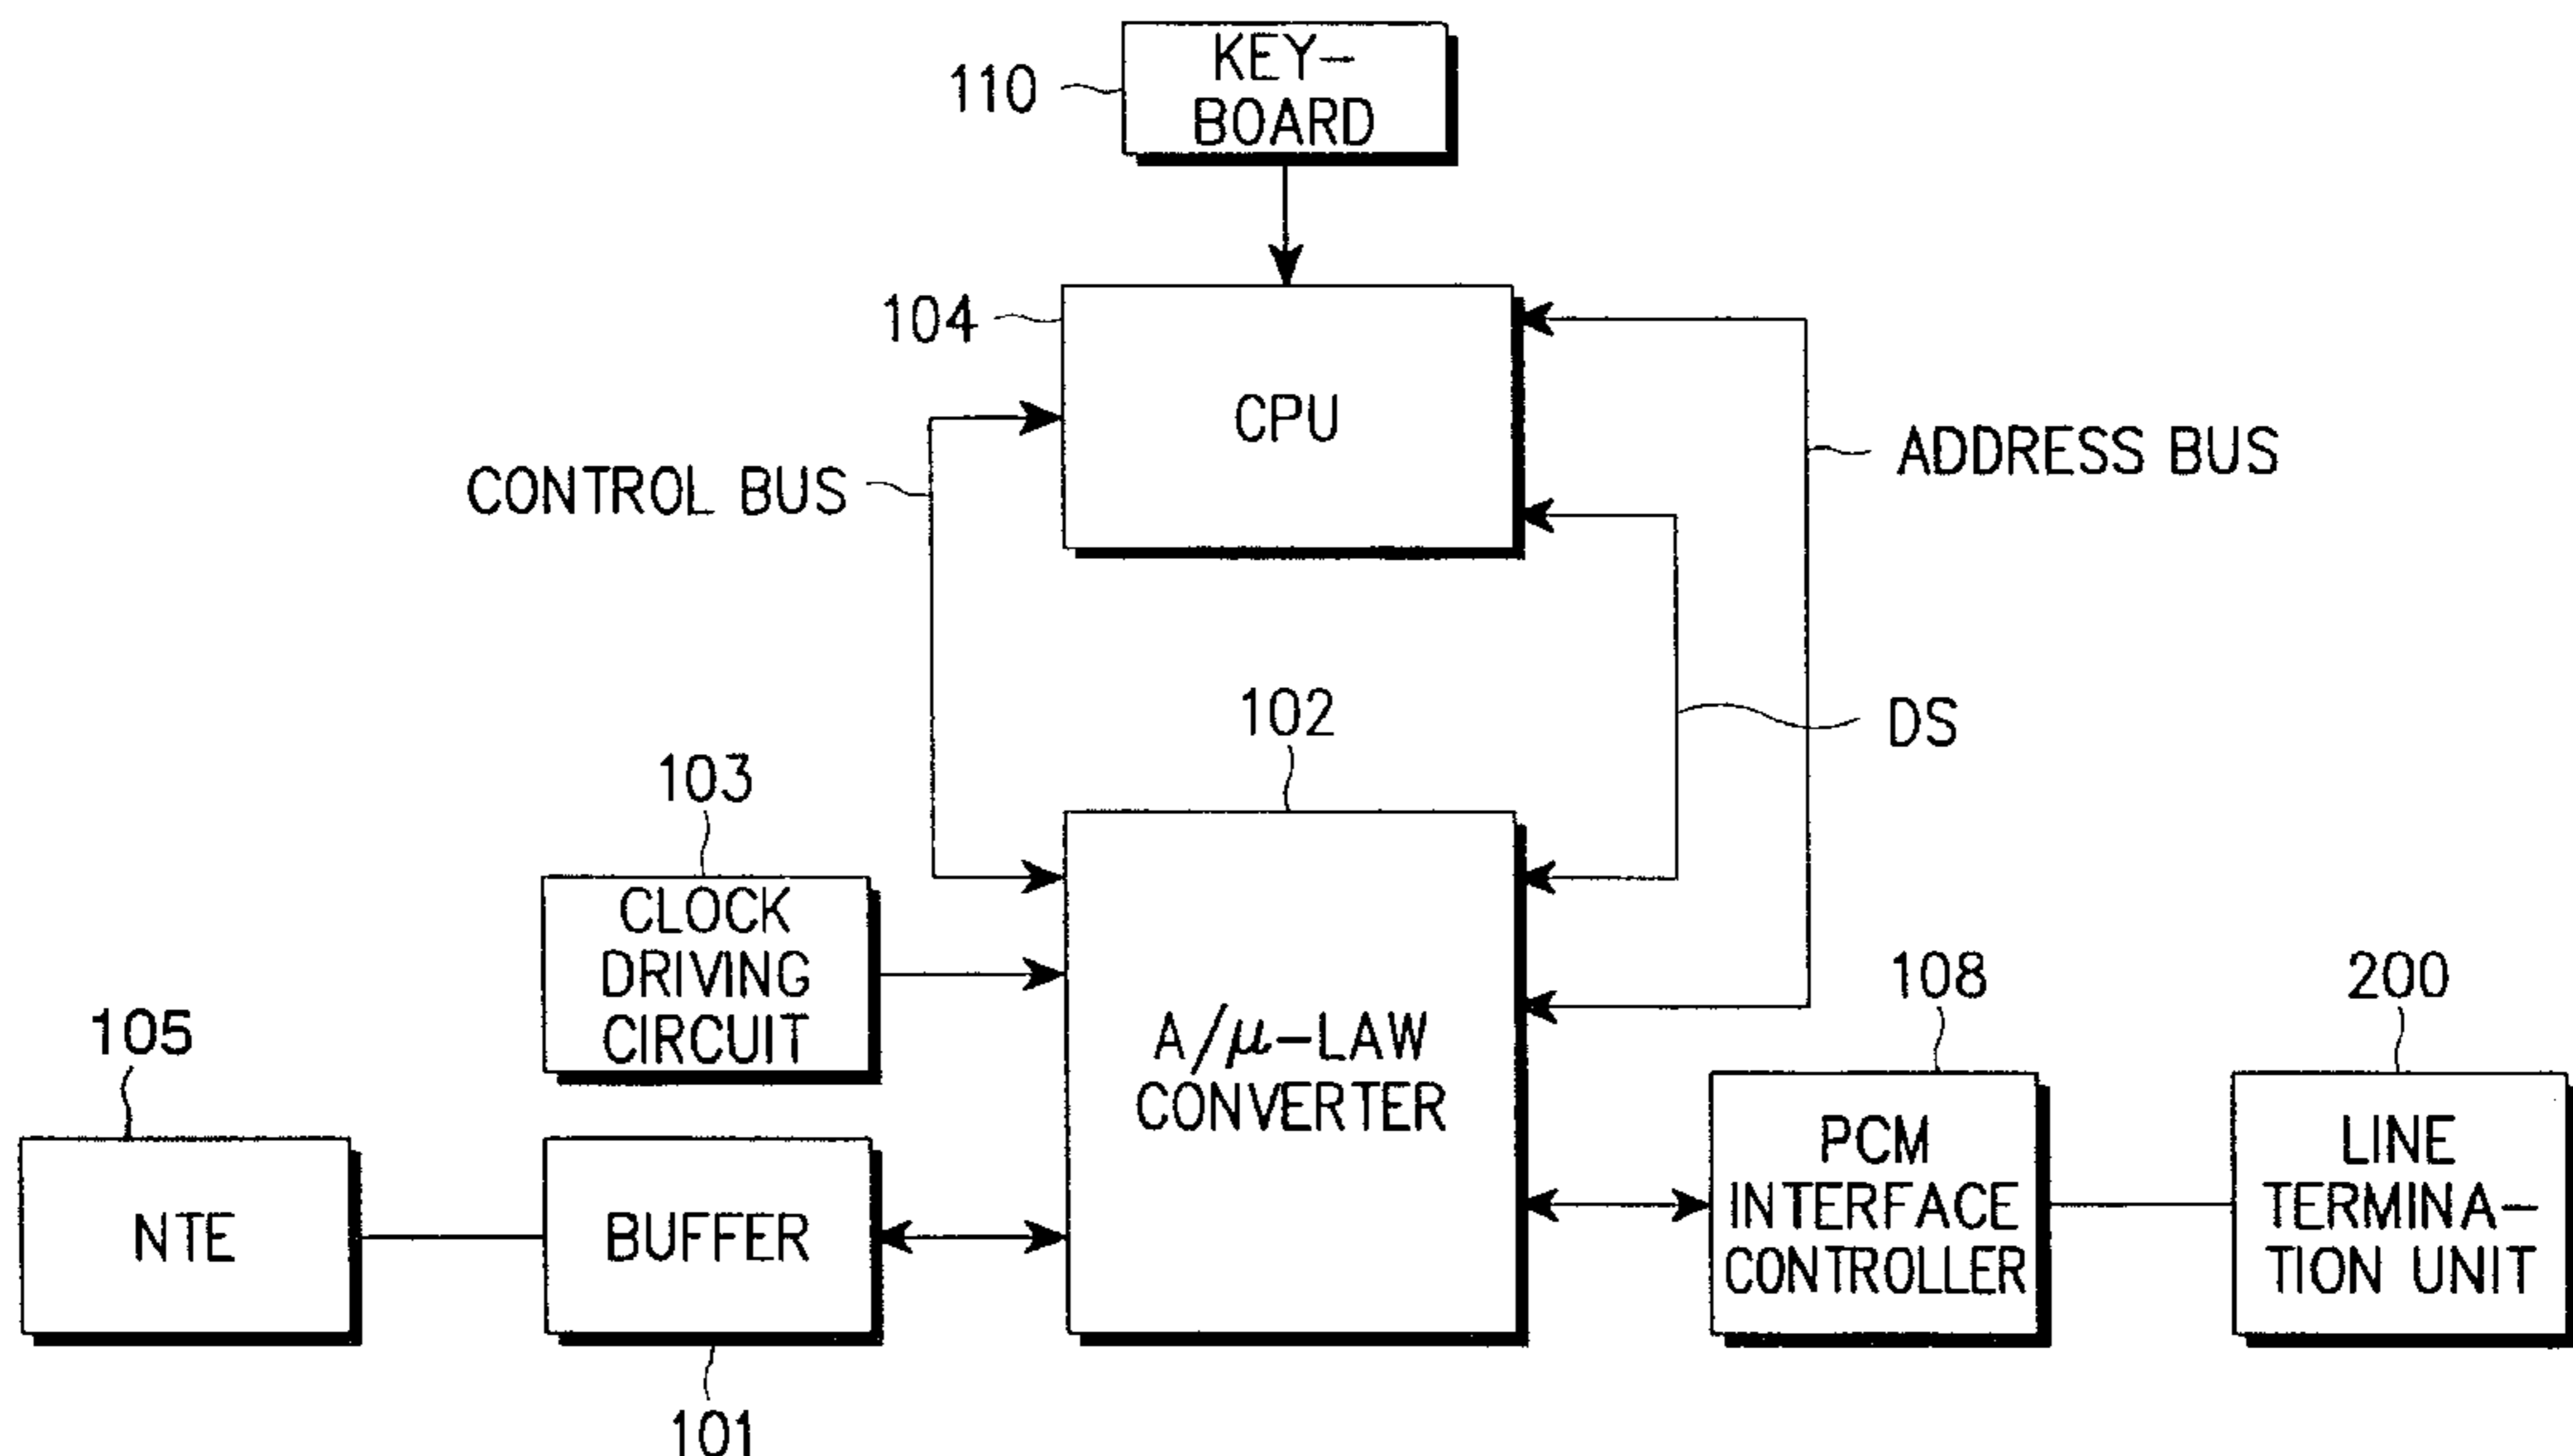 KEY-
BOARD
110
104
CPU
CONTROL BUS
ADDRESS BUS
DS
102
103
CLOCK
DRIVING
CIRCUIT
A/μ-LAW
CONVERTER
105
NTE
BUFFER
101
108
PCM
INTERFACE
CONTROLLER
200
LINE
TERMINA-
TION UNIT